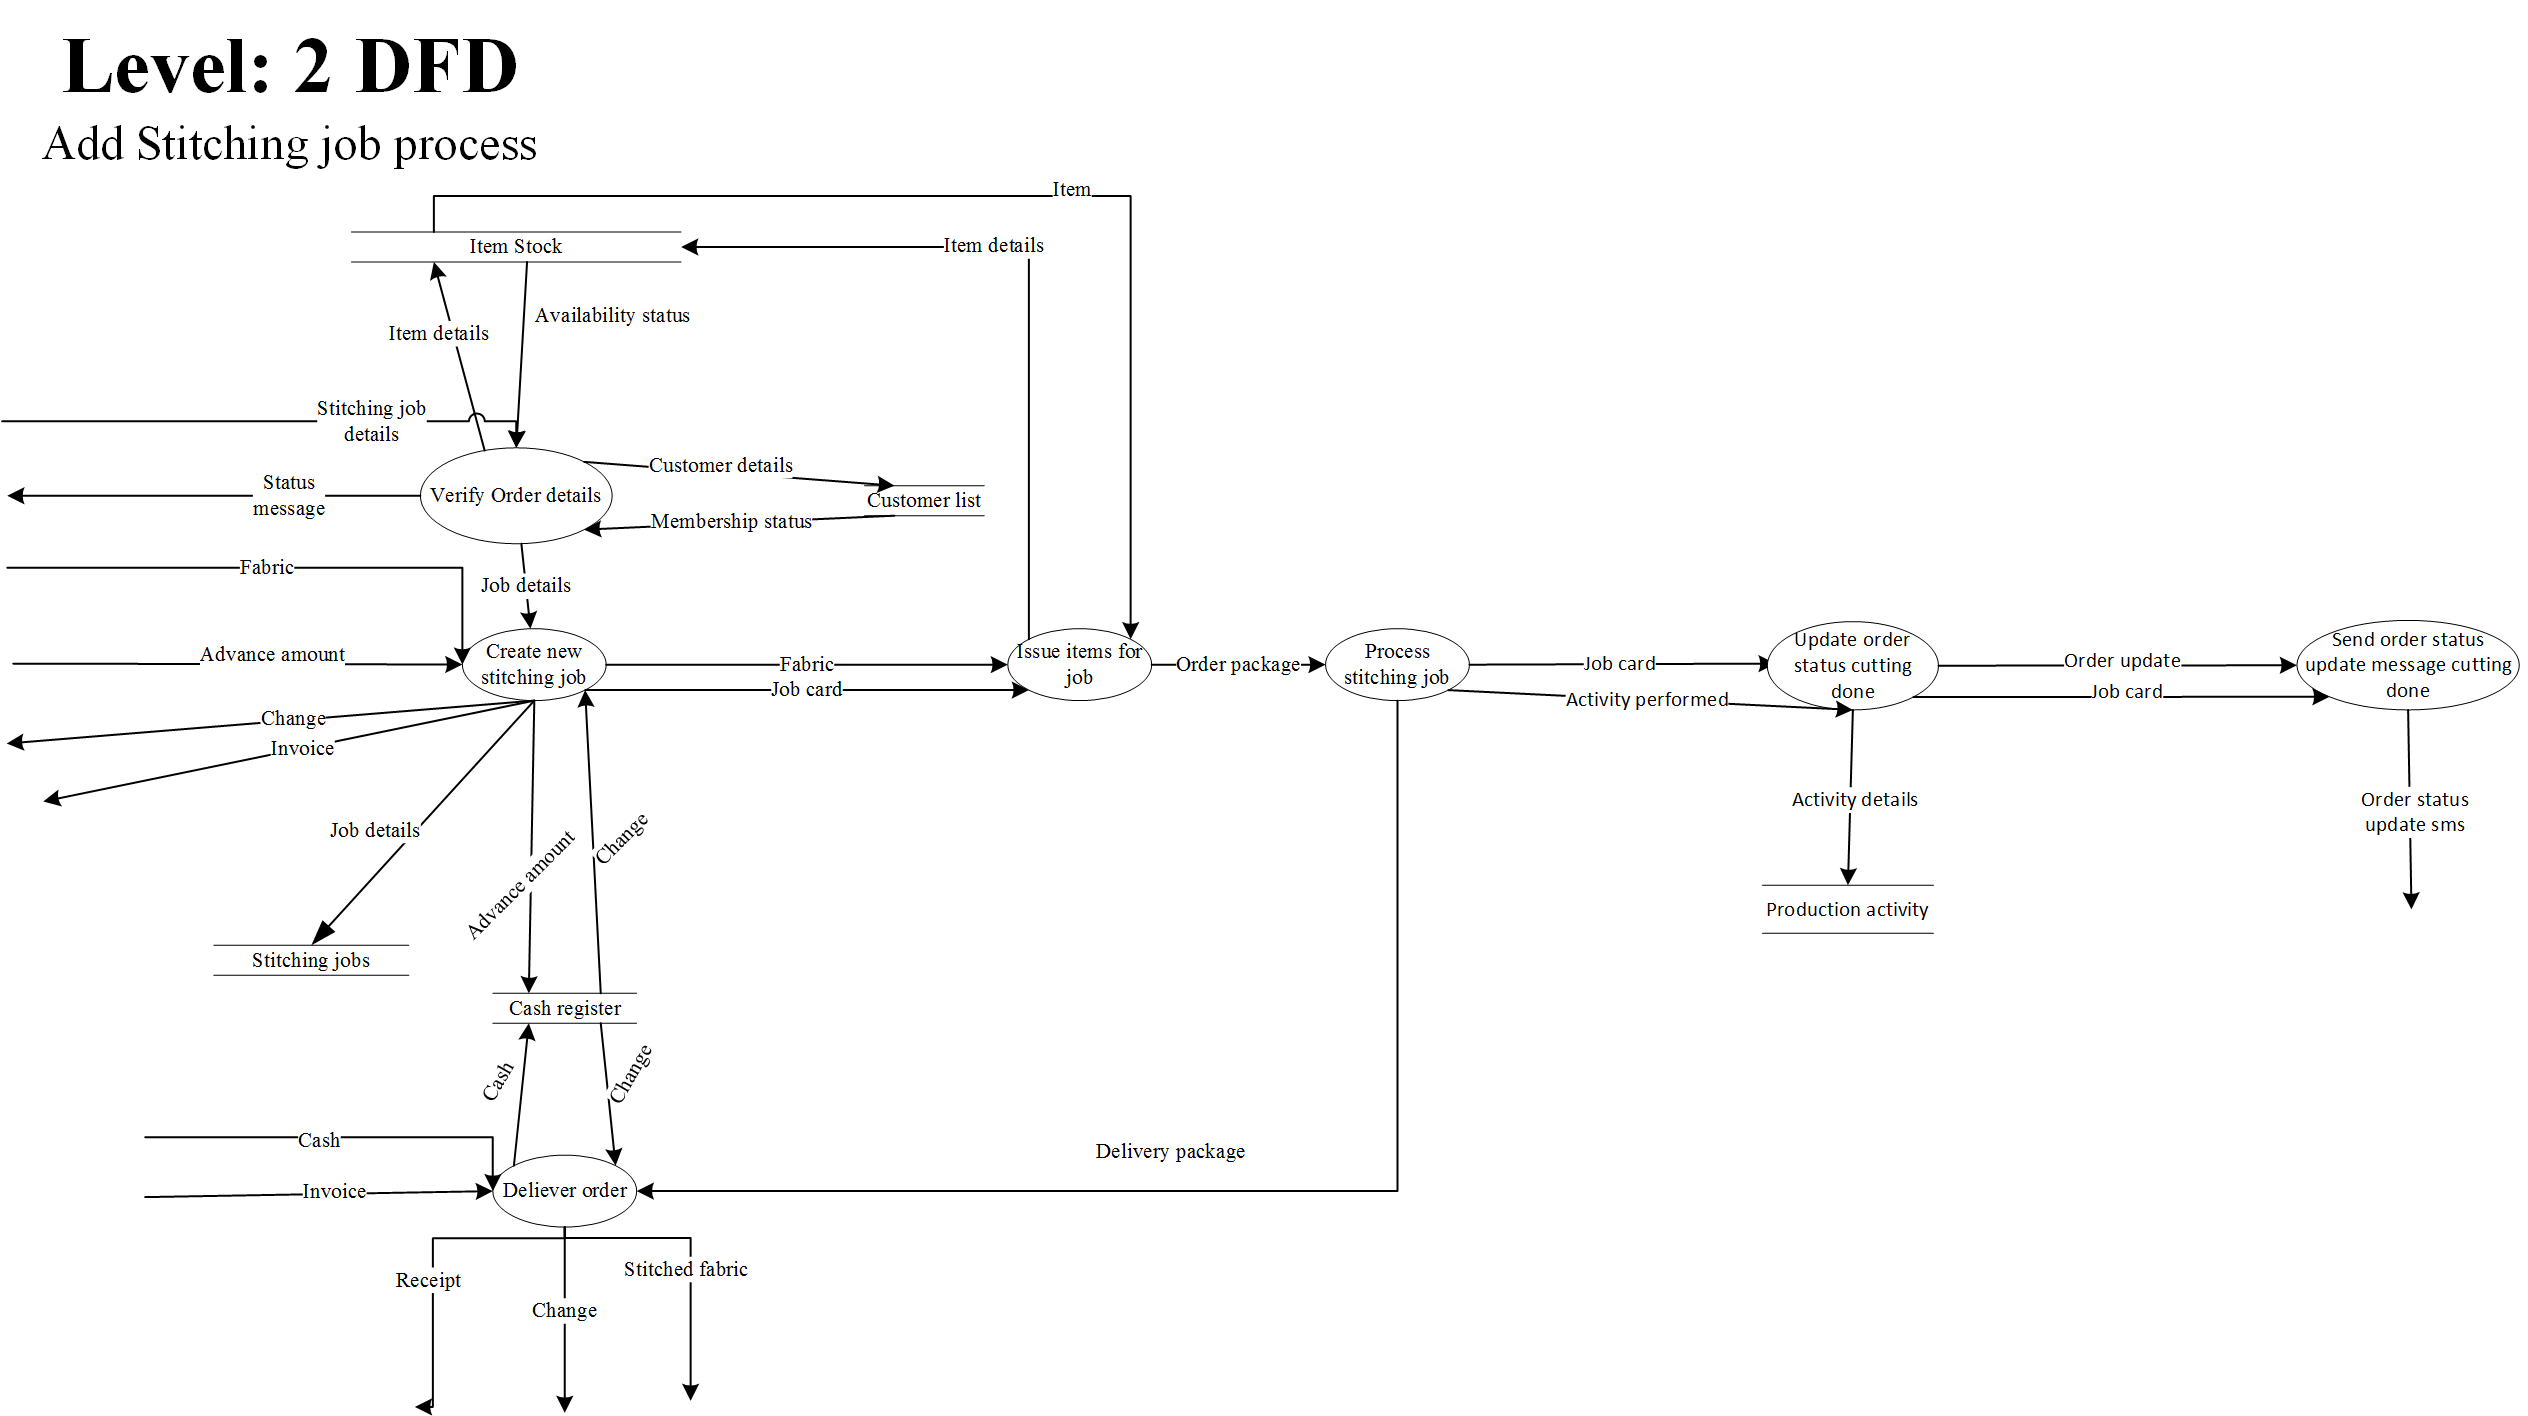 Level: 2 DFD
Add Stitching job process
Item
Item Stock
Item details
Availability status
Item details
Stitching job
details
Customer details
Status
message
Verify Order details
Customer list
Membership status
Fabric
Job details
Advance amount
Create new
stitching job
Fabric
Job card
Issue items for
job
Order package
Process
stitching job
Job card
Activity performed
Update order
status cutting
done
Order update
Job card
Send order status
update message cutting
done
Change
Invoice
Job details
Advance amount
Change
Activity details
Order status
update sms
Production activity
Stitching jobs
Cash register
Cash
Change
Cash
Delivery package
Invoice
Deliever order
Receipt
Stitched fabric
Change